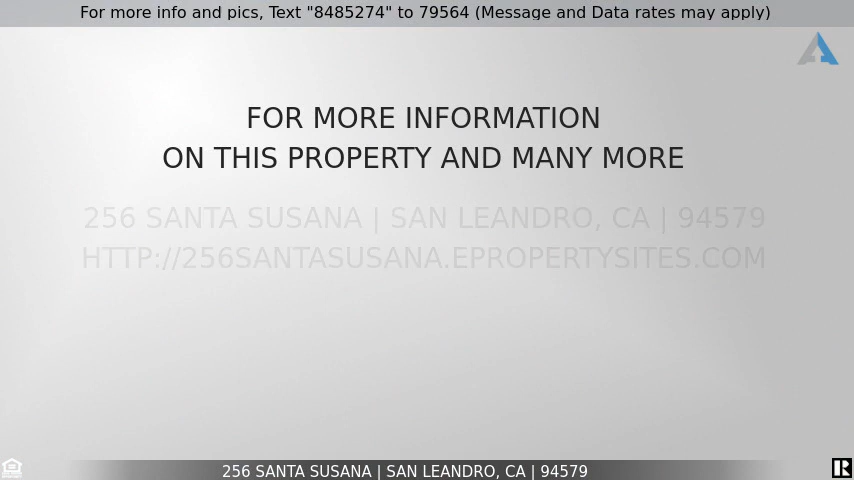 For more info and pics, Text "8485274" to 79564 (Message and Data rates may apply)
FOR MORE INFORMATION
ON THIS PROPERTY AND MANY MORE
256 SANTA SUSANA | SAN LEANDRO, CA | 94579
HTTP://256SANTASUSANA.EPROPERTYSITES.COM
256 SANTA SUSANA | SAN LEANDRO, CA | 94579